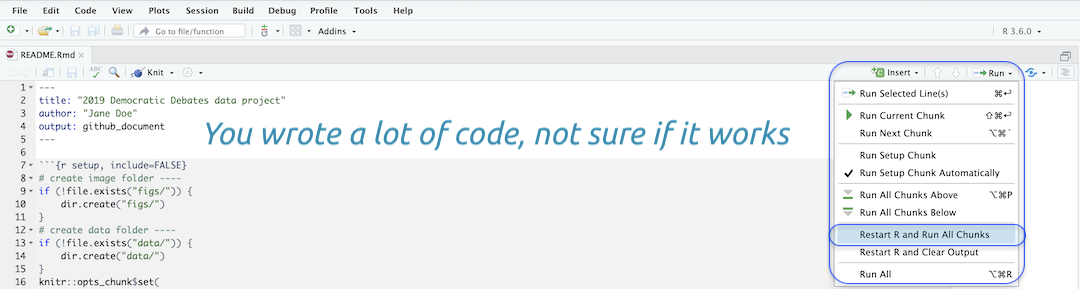 File Edit Code View Plots Session Build Debug Profile Tools Help
Go to file/function Addins R 3.6.0
README.Rmd
ABC Knit Insert Run
1 ---
2 title: "2019 Democratic Debates data project"
3 author: "Jane Doe"
4 output: github_document
5 ---
6
You wrote a lot of code, not sure if it works
7 ```{r setup, include=FALSE}
8 # create image folder ----
9 if (!file.exists("figs/")) {
10 dir.create("figs/")
11 }
12 # create data folder ----
13 if (!file.exists("data/")) {
14 dir.create("data/")
15 }
16 knitr::opts_chunk$set(
Run Selected Line(s) ⌘↩
Run Current Chunk ⇧⌘↩
Run Next Chunk ⌥⌘`
Run Setup Chunk
Run Setup Chunk Automatically
Run All Chunks Above ⌥⌘P
Run All Chunks Below
Restart R and Run All Chunks
Restart R and Clear Output
Run All ⌥⌘R